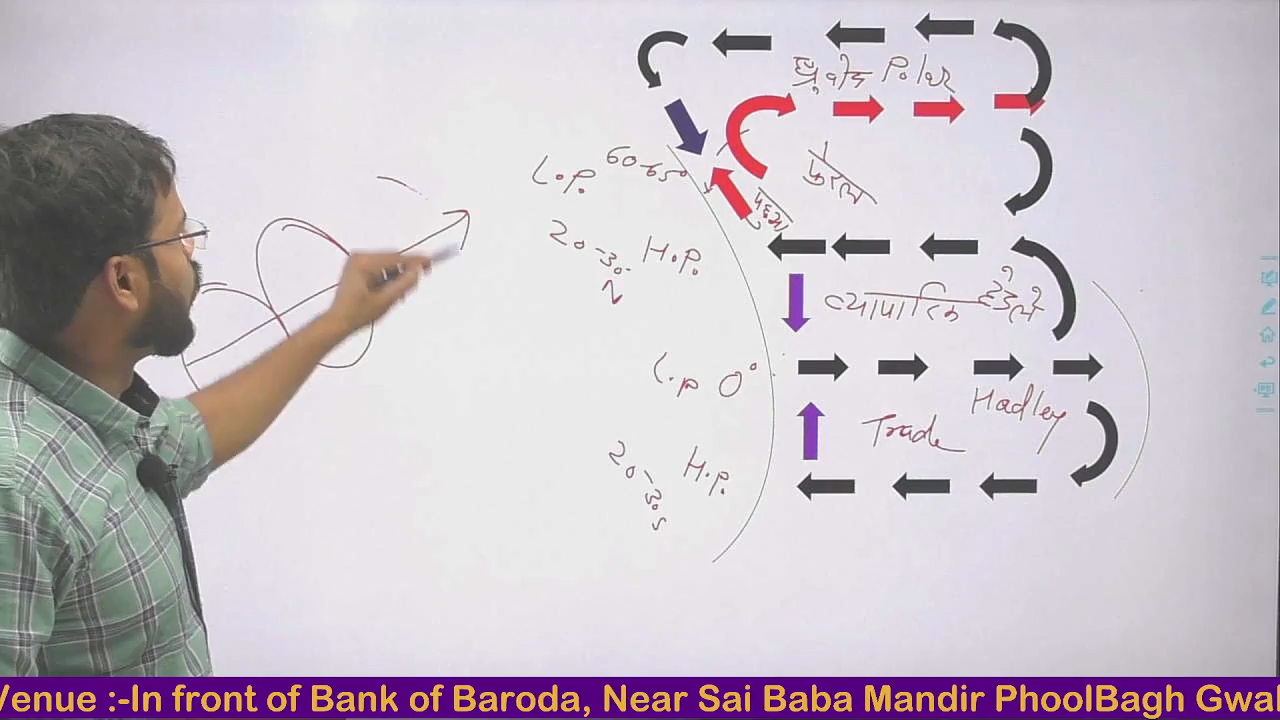 ध्रुवीय Polar
L.P. 60-65°
फैरल
पछुआ
20-30 H.P.
N
व्यापारिक हेडले
L.P 0°
Hadley
Trade
20-30 H.P.
S
Venue :-In front of Bank of Baroda, Near Sai Baba Mandir PhoolBagh Gwal